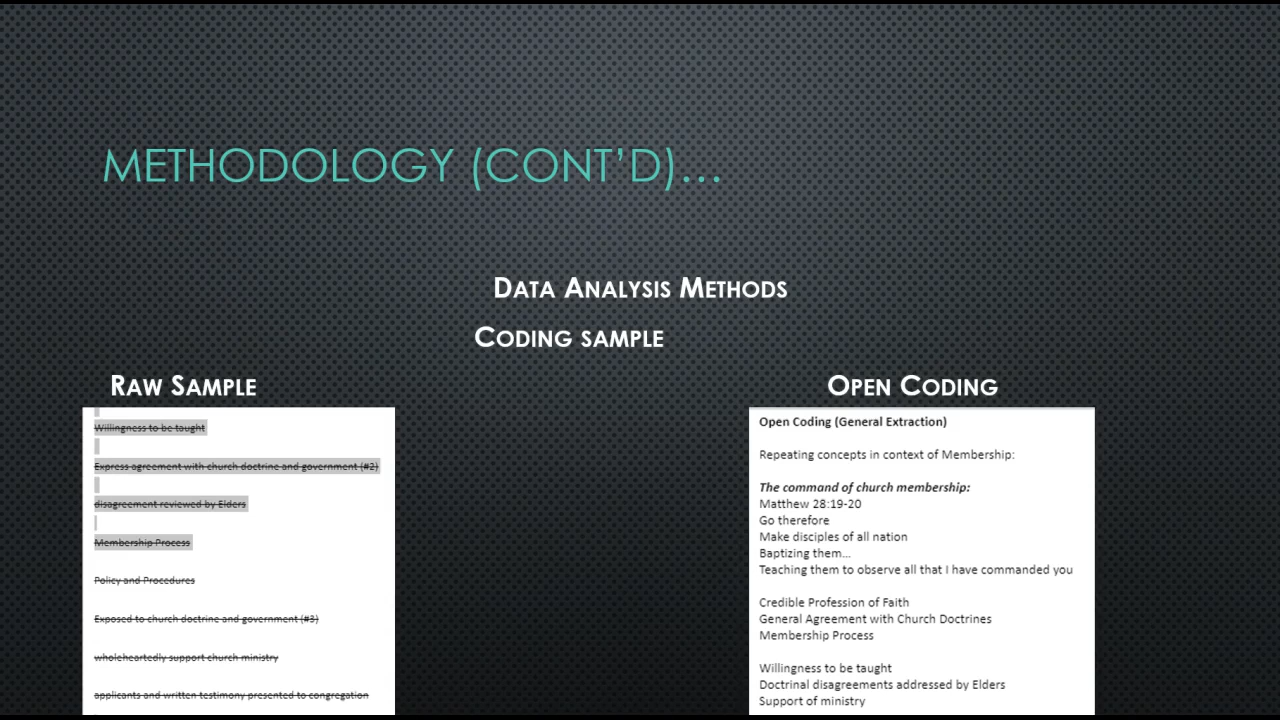 METHODOLOGY (CONT'D)...
DATA ANALYSIS METHODS
CODING SAMPLE
RAW SAMPLE
Willingness to be taught
Express agreement with church doctrine and government (#2)
disagreement reviewed by Elders
Membership Process
Policy and Procedures
Exposed to church doctrine and government (#3)
wholeheartedly support church ministry
applicants and written testimony presented to congregation
OPEN CODING
Open Coding (General Extraction)
Repeating concepts in context of Membership:
The command of church membership:
Matthew 28:19-20
Go therefore
Make disciples of all nation
Baptizing them...
Teaching them to observe all that I have commanded you
Credible Profession of Faith
General Agreement with Church Doctrines
Membership Process
Willingness to be taught
Doctrinal disagreements addressed by Elders
Support of ministry